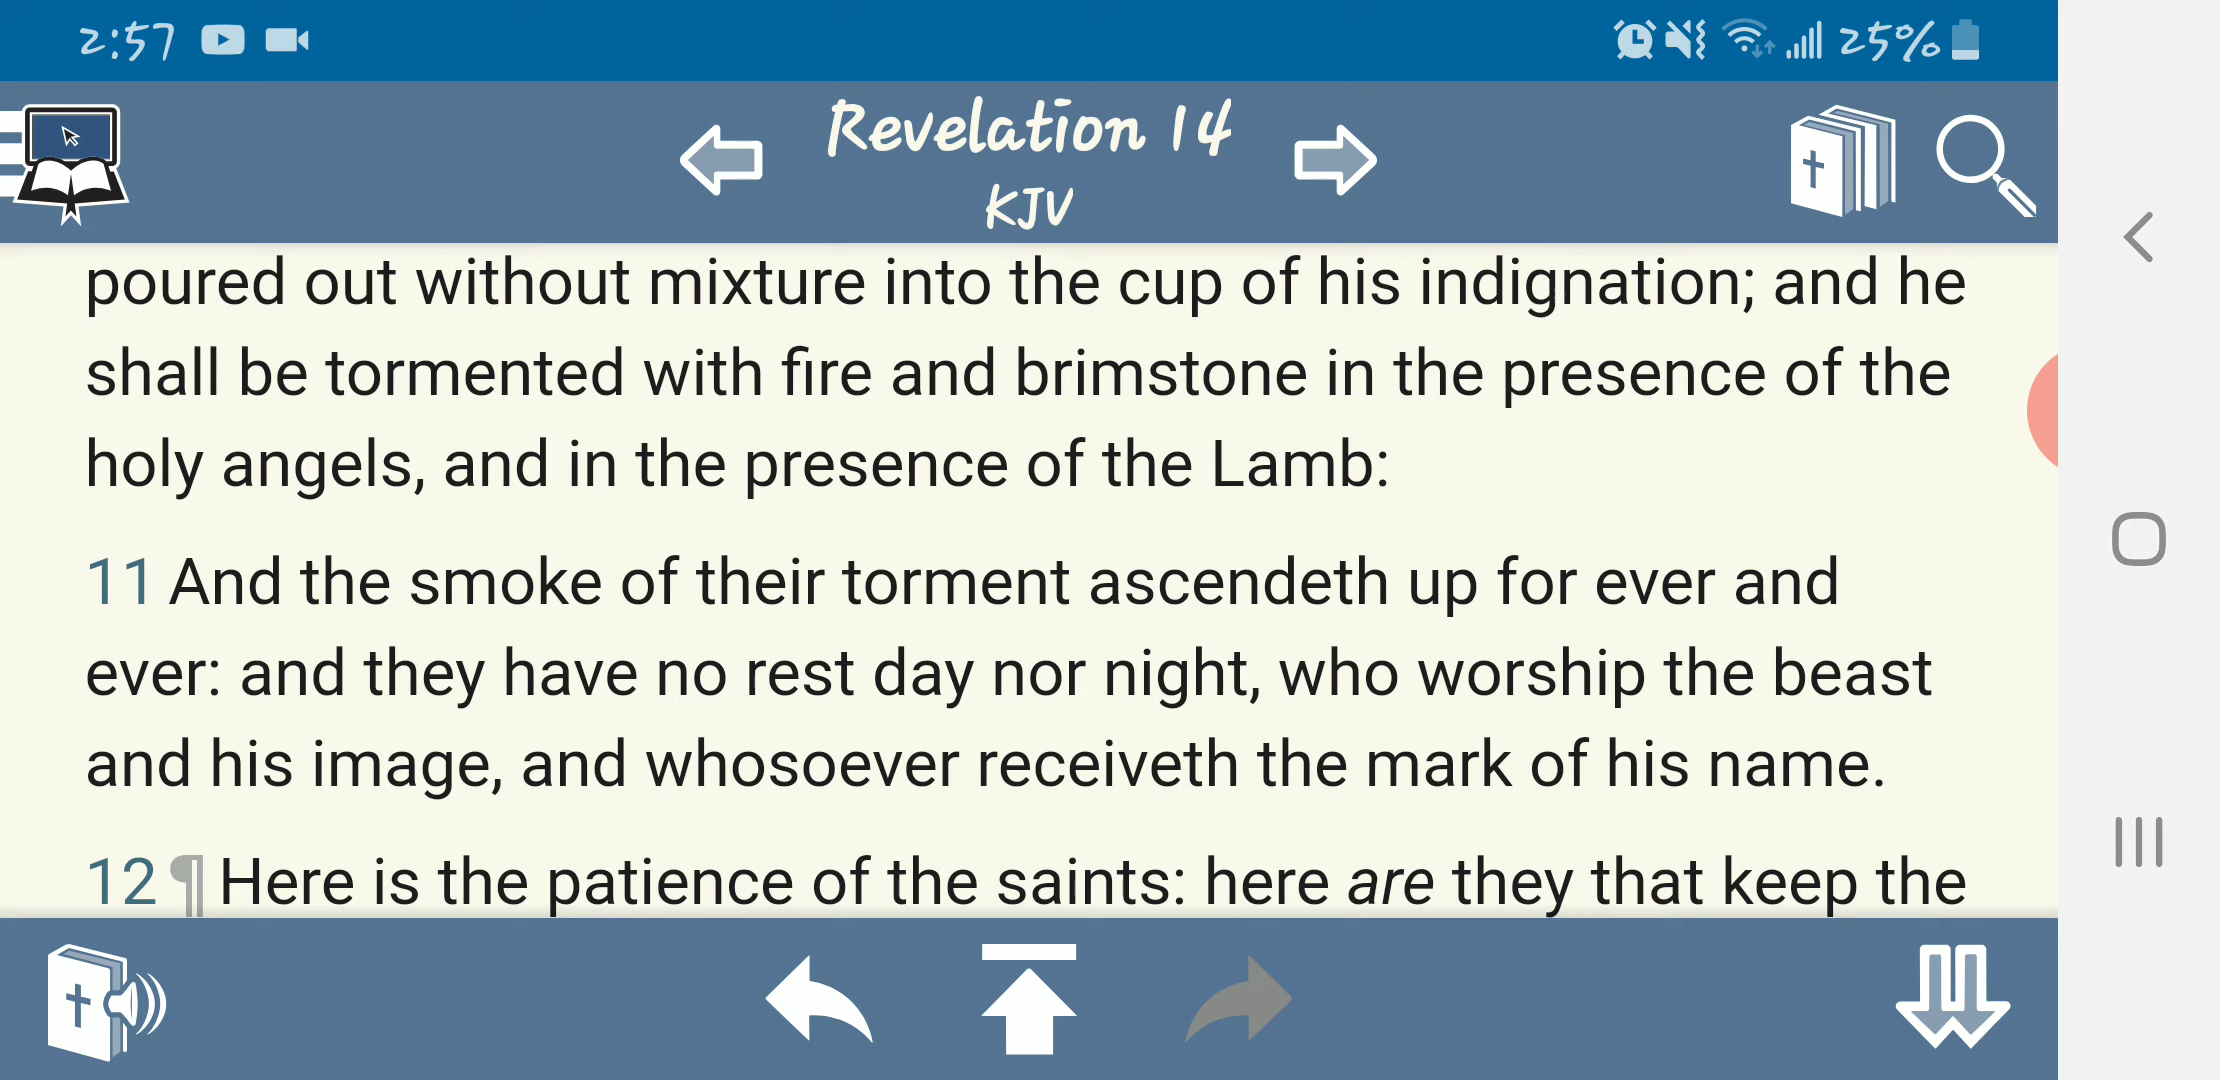 2:57
25%
Revelation 14
KJV
poured out without mixture into the cup of his indignation; and he
shall be tormented with fire and brimstone in the presence of the
holy angels, and in the presence of the Lamb:
11 And the smoke of their torment ascendeth up for ever and
ever: and they have no rest day nor night, who worship the beast
and his image, and whosoever receiveth the mark of his name.
12 ¶ Here is the patience of the saints: here are they that keep the